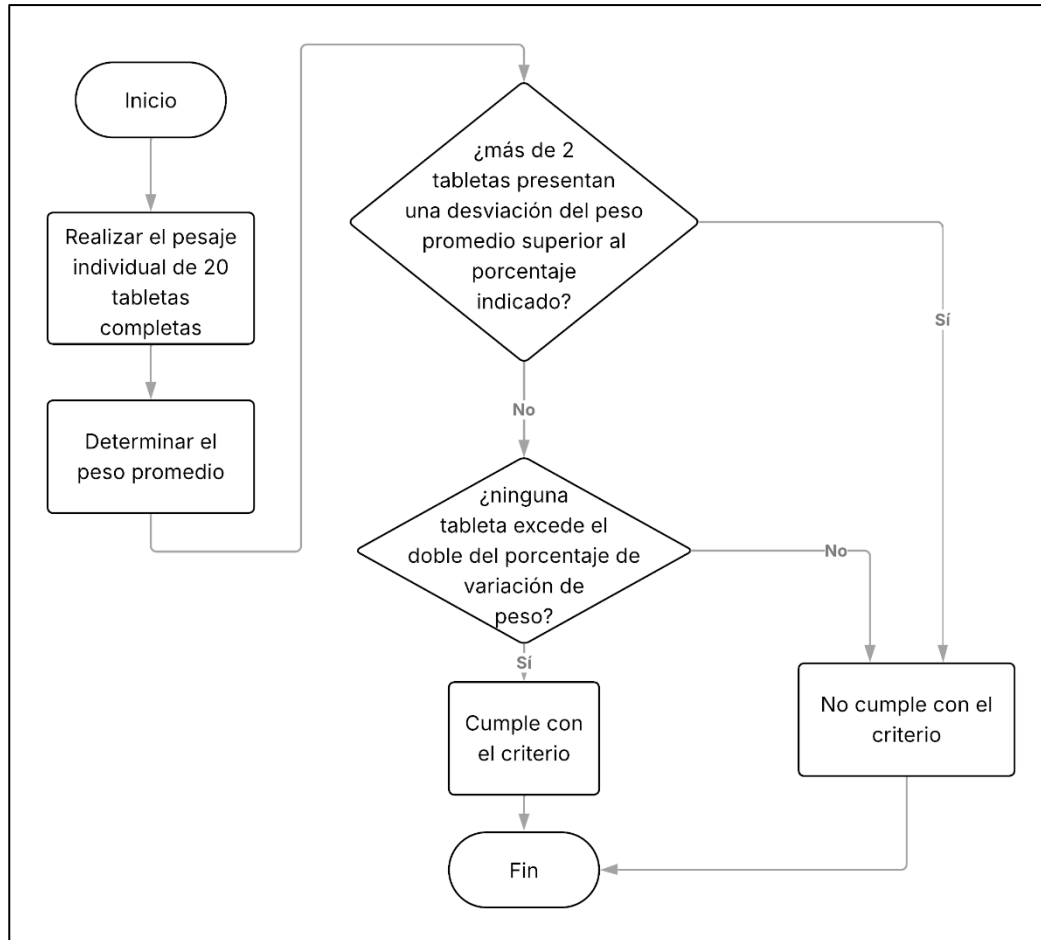 Inicio
Realizar el pesaje
individual de 20
tabletas
completas
Determinar el
peso promedio
¿más de 2
tabletas presentan
una desviación del peso
promedio superior al
porcentaje
indicado?
Sí
No
¿ninguna
tableta excede el
doble del porcentaje de
variación de
peso?
No
Sí
Cumple con
el criterio
No cumple con el
criterio
Fin